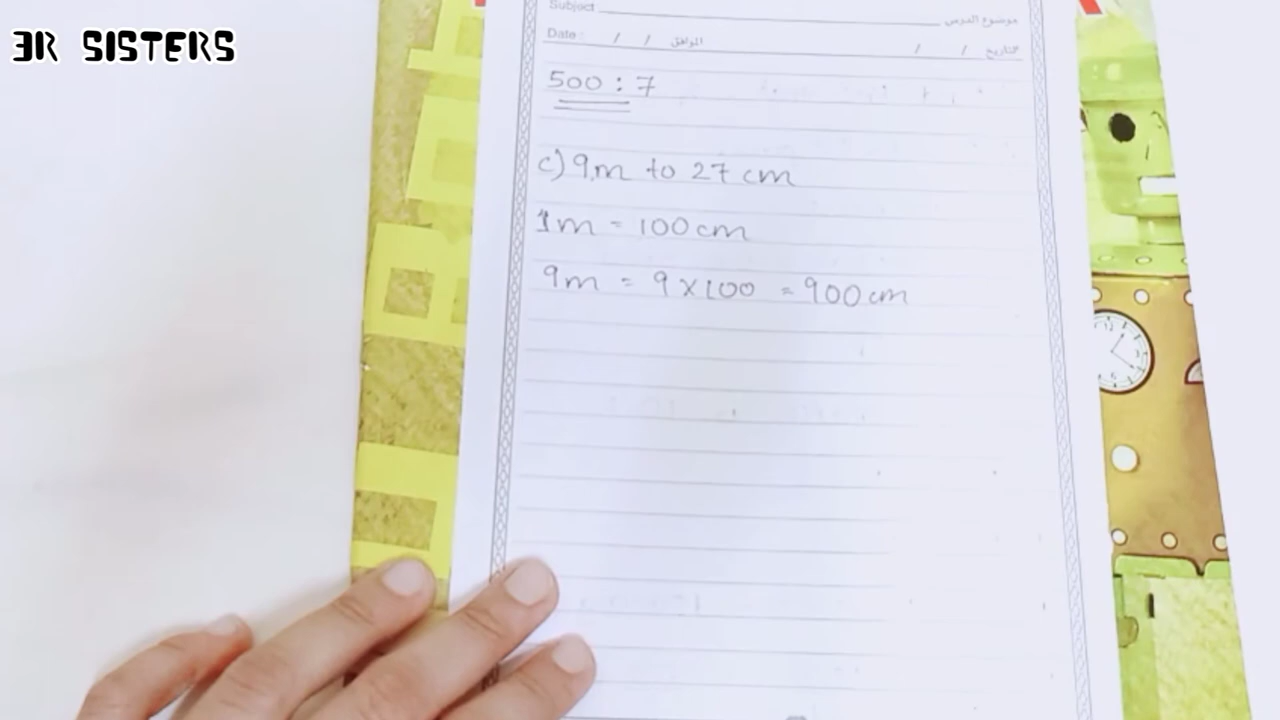 3R SISTERS
Subject موضوع الدرس
Date : / / الموافق / / التاريخ
500 : 7
c) 9m to 27 cm
1m = 100 cm
9m = 9 x 100 = 900 cm